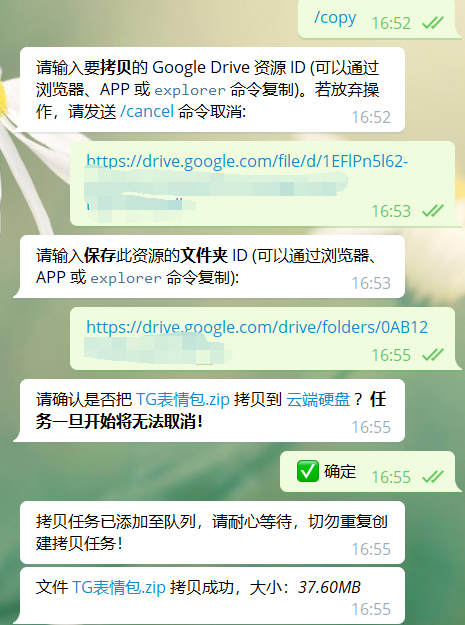 /copy
16:52
请输入要拷贝的 Google Drive 资源 ID (可以通过
浏览器、APP 或 explorer 命令复制)。若放弃操
作，请发送 /cancel 命令取消:
16:52
https://drive.google.com/file/d/1EFlPn5l62-
16:53
请输入保存此资源的文件夹 ID (可以通过浏览器、
APP 或 explorer 命令复制):
16:53
https://drive.google.com/drive/folders/0AB12
16:55
请确认是否把 TG表情包.zip 拷贝到 云端硬盘 ？任
务一旦开始将无法取消！
16:55
✅ 确定
16:55
拷贝任务已添加至队列，请耐心等待，切勿重复创
建拷贝任务！
16:55
文件 TG表情包.zip 拷贝成功，大小：37.60MB
16:55